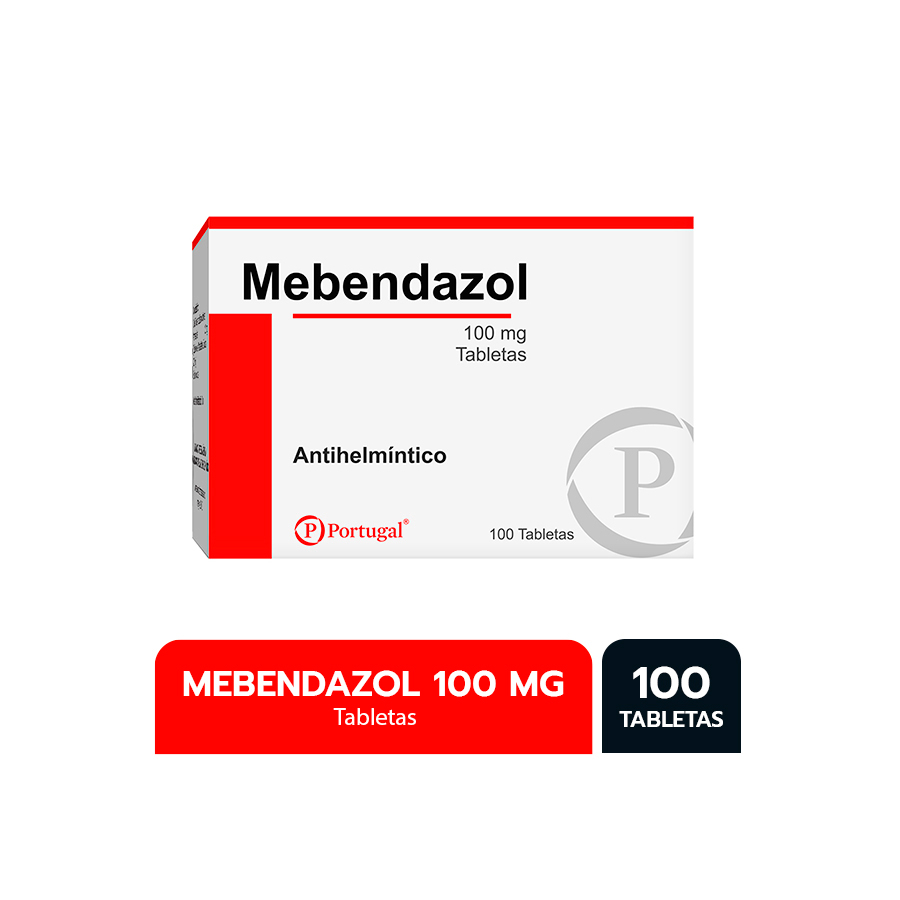 Mebendazol
100 mg
Tabletas
Antihelmíntico
P Portugal®
100 Tabletas
P
MEBENDAZOL 100 MG
Tabletas
100
TABLETAS